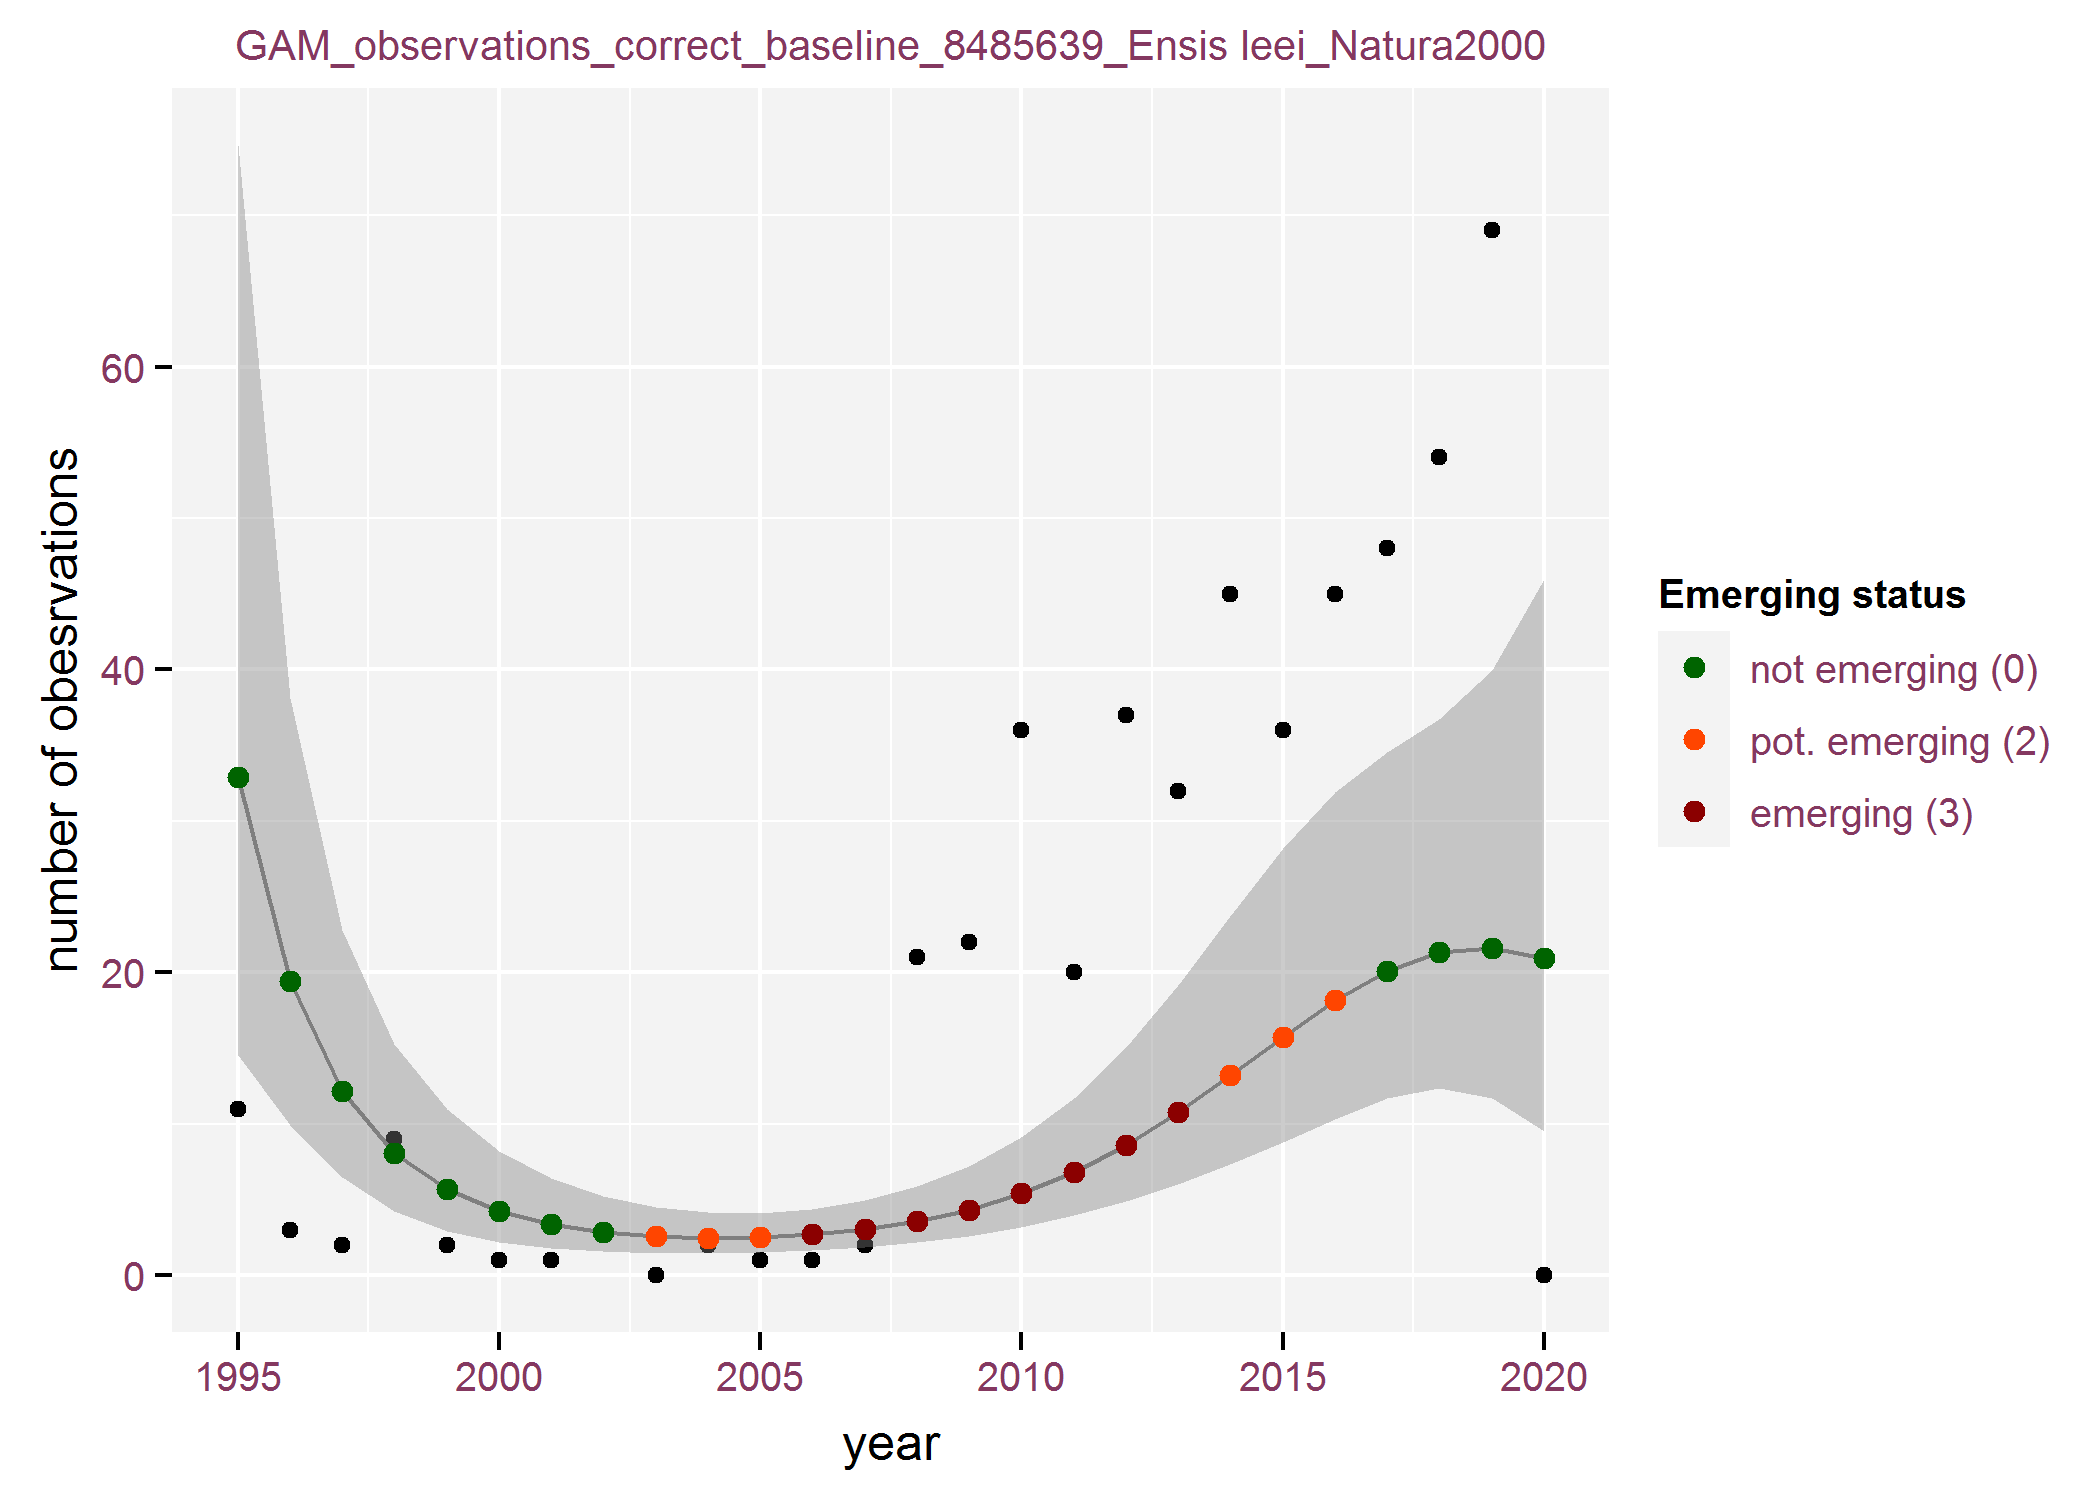 GAM_observations_correct_baseline_8485639_Ensis leei_Natura2000
number of obesrvations
60
40
20
0
1995 2000 2005 2010 2015 2020
year
Emerging status
not emerging (0)
pot. emerging (2)
emerging (3)